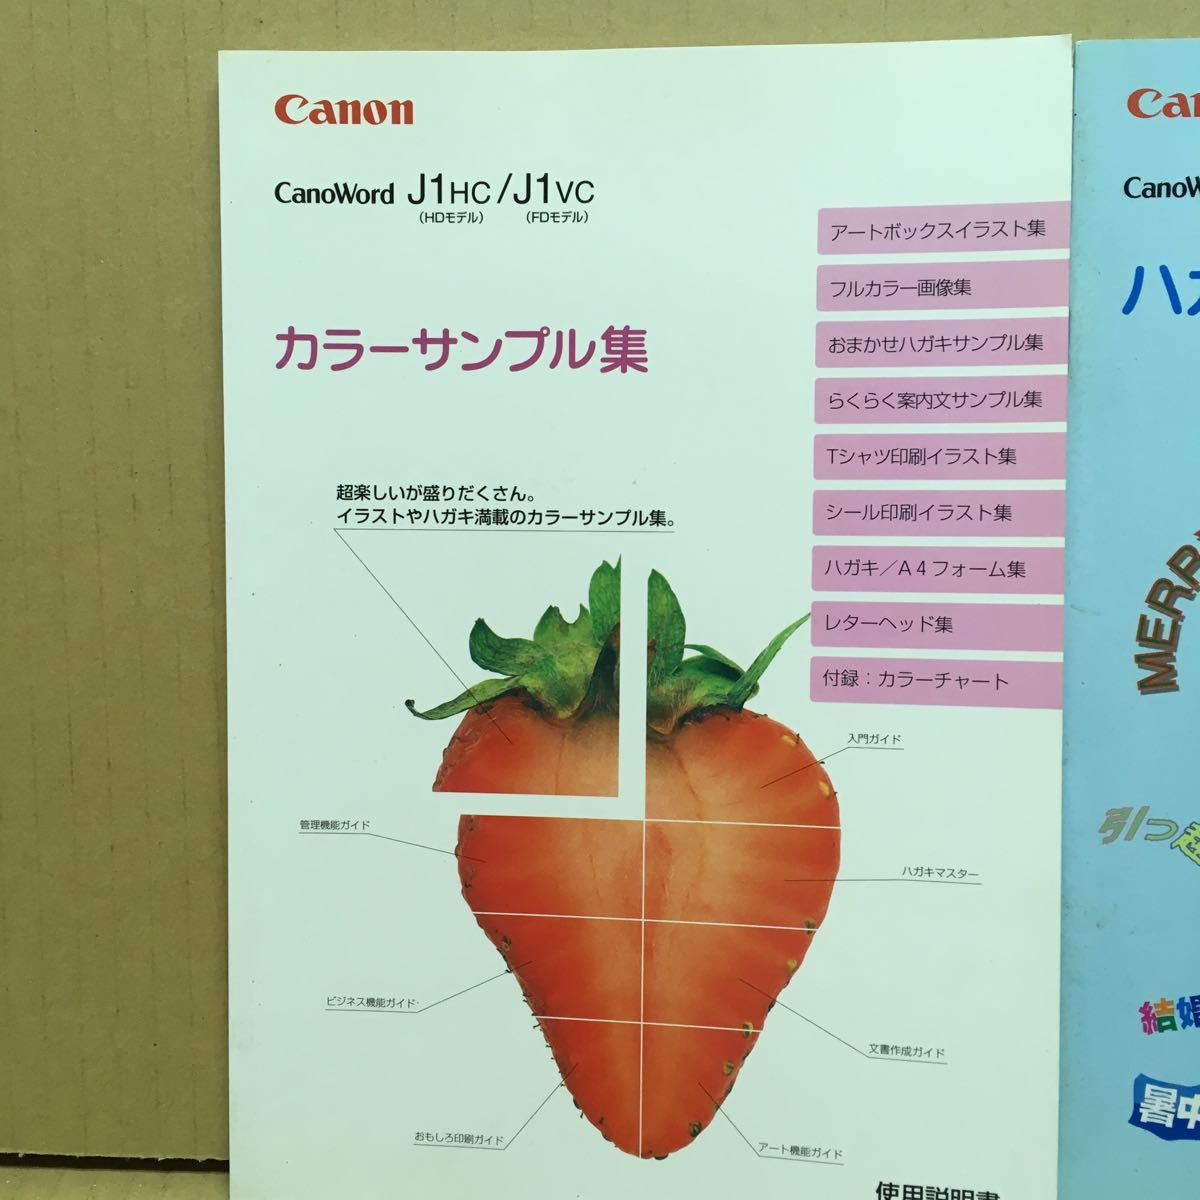 Canon
CanoWord J1HC/J1VC
（HDモデル） （FDモデル）
カラーサンプル集
アートボックスイラスト集
フルカラー画像集
おまかせハガキサンプル集
らくらく案内文サンプル集
Tシャツ印刷イラスト集
シール印刷イラスト集
ハガキ／A4フォーム集
レターヘッド集
付録：カラーチャート
超楽しいが盛りだくさん。
イラストやハガキ満載のカラーサンプル集。
入門ガイド
管理機能ガイド
ハガキマスター
ビジネス機能ガイド
文書作成ガイド
おもしろ印刷ガイド
アート機能ガイド
使用説明書
Can
CanoW
ハガ
MERR
引っ越
結婚
暑中